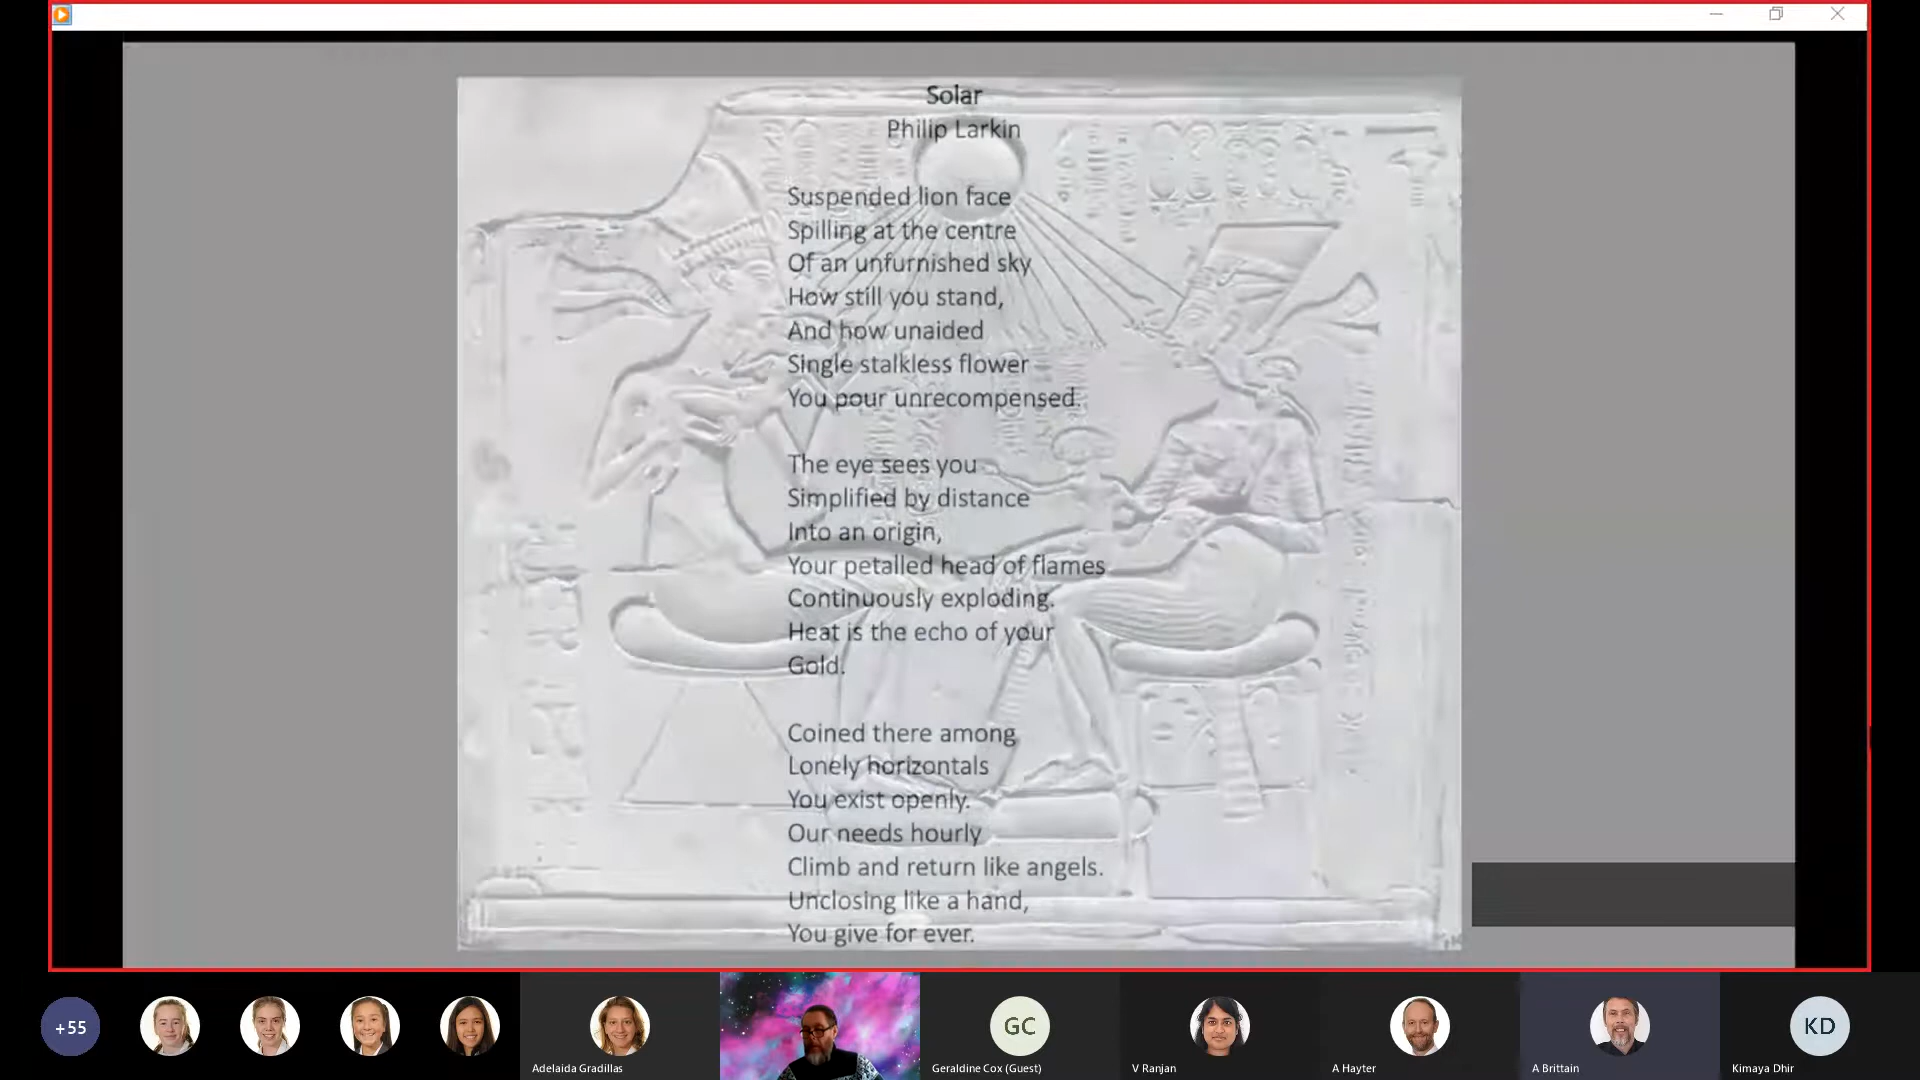 Solar
Philip Larkin
Suspended lion face
Spilling at the centre
Of an unfurnished sky
How still you stand,
And how unaided
Single stalkless flower
You pour unrecompensed.
The eye sees you
Simplified by distance
Into an origin,
Your petalled head of flames
Continuously exploding.
Heat is the echo of your
Gold.
Coined there among
Lonely horizontals
You exist openly.
Our needs hourly
Climb and return like angels.
Unclosing like a hand,
You give for ever.
+55
Adelaida Gradillas
GC
Geraldine Cox (Guest)
V Ranjan
A Hayter
A Brittain
KD
Kimaya Dhir